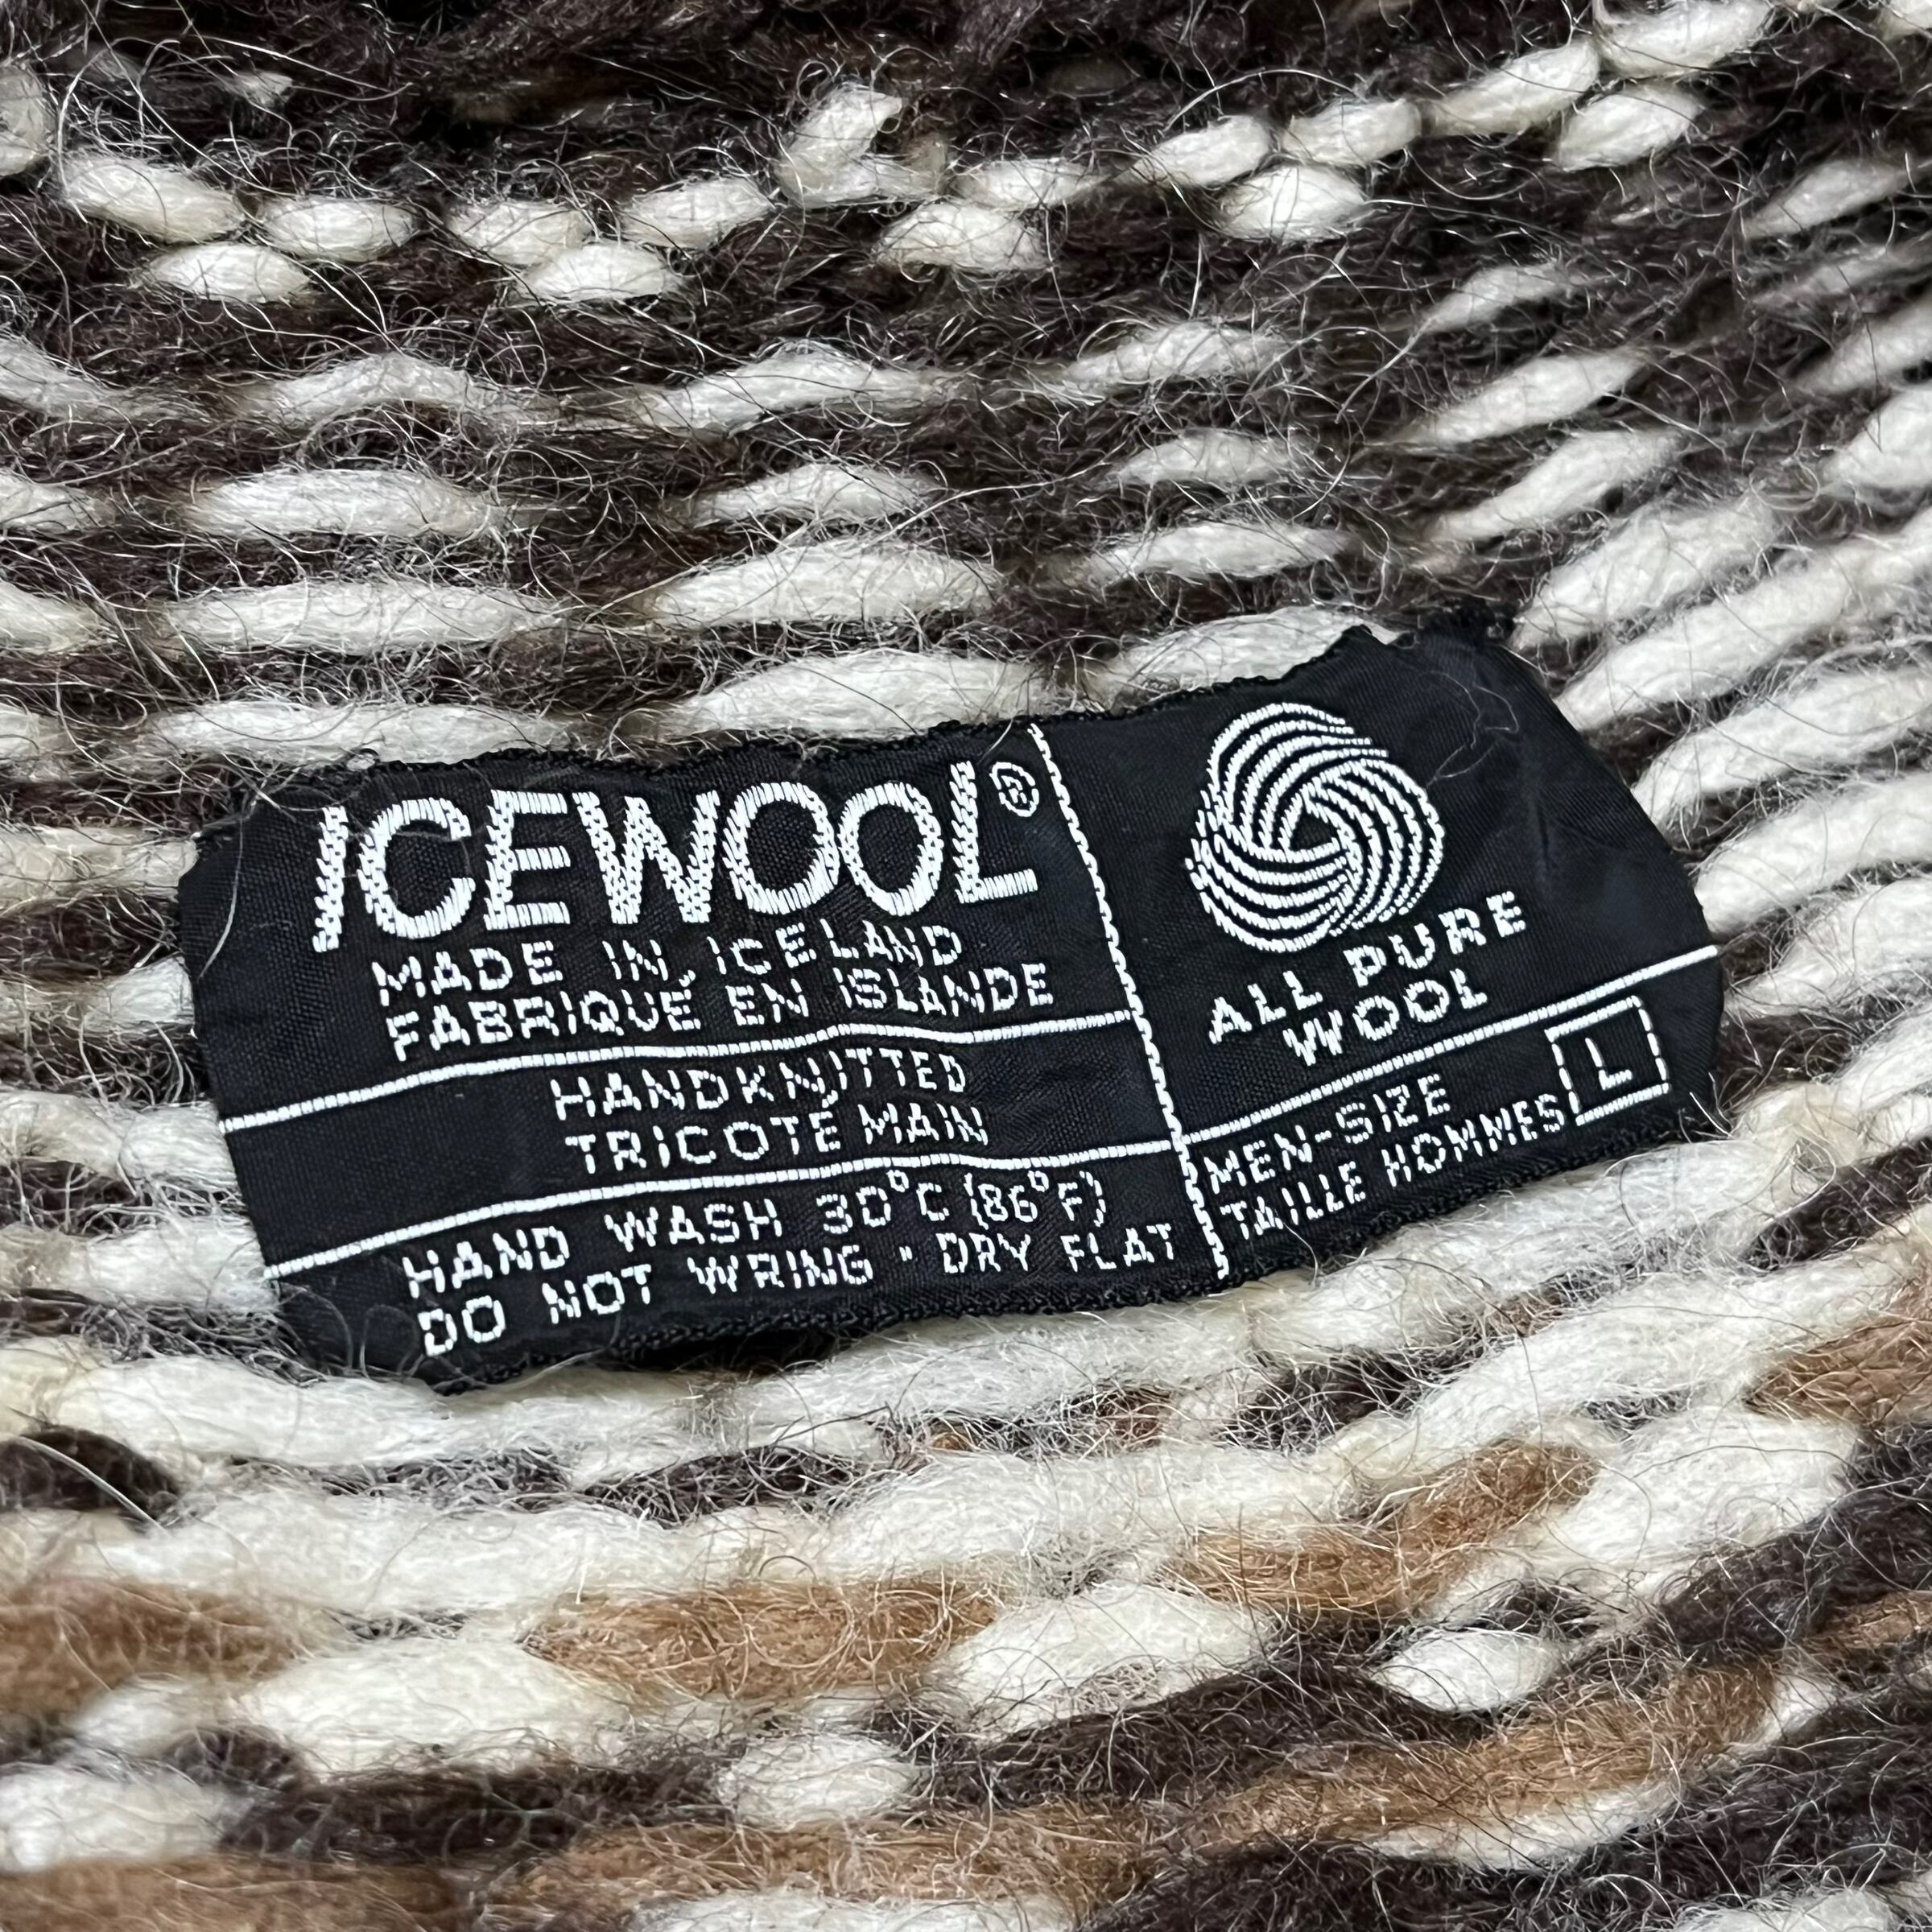 ICEWOOL®
MADE IN ICELAND
FABRIQUÉ EN ISLANDE
HANDKNITTED
TRICOTÉ MAIN
HAND WASH 30°C (86°F)
DO NOT WRING · DRY FLAT
ALL PURE
WOOL
MEN-SIZE
TAILLE HOMMES
L